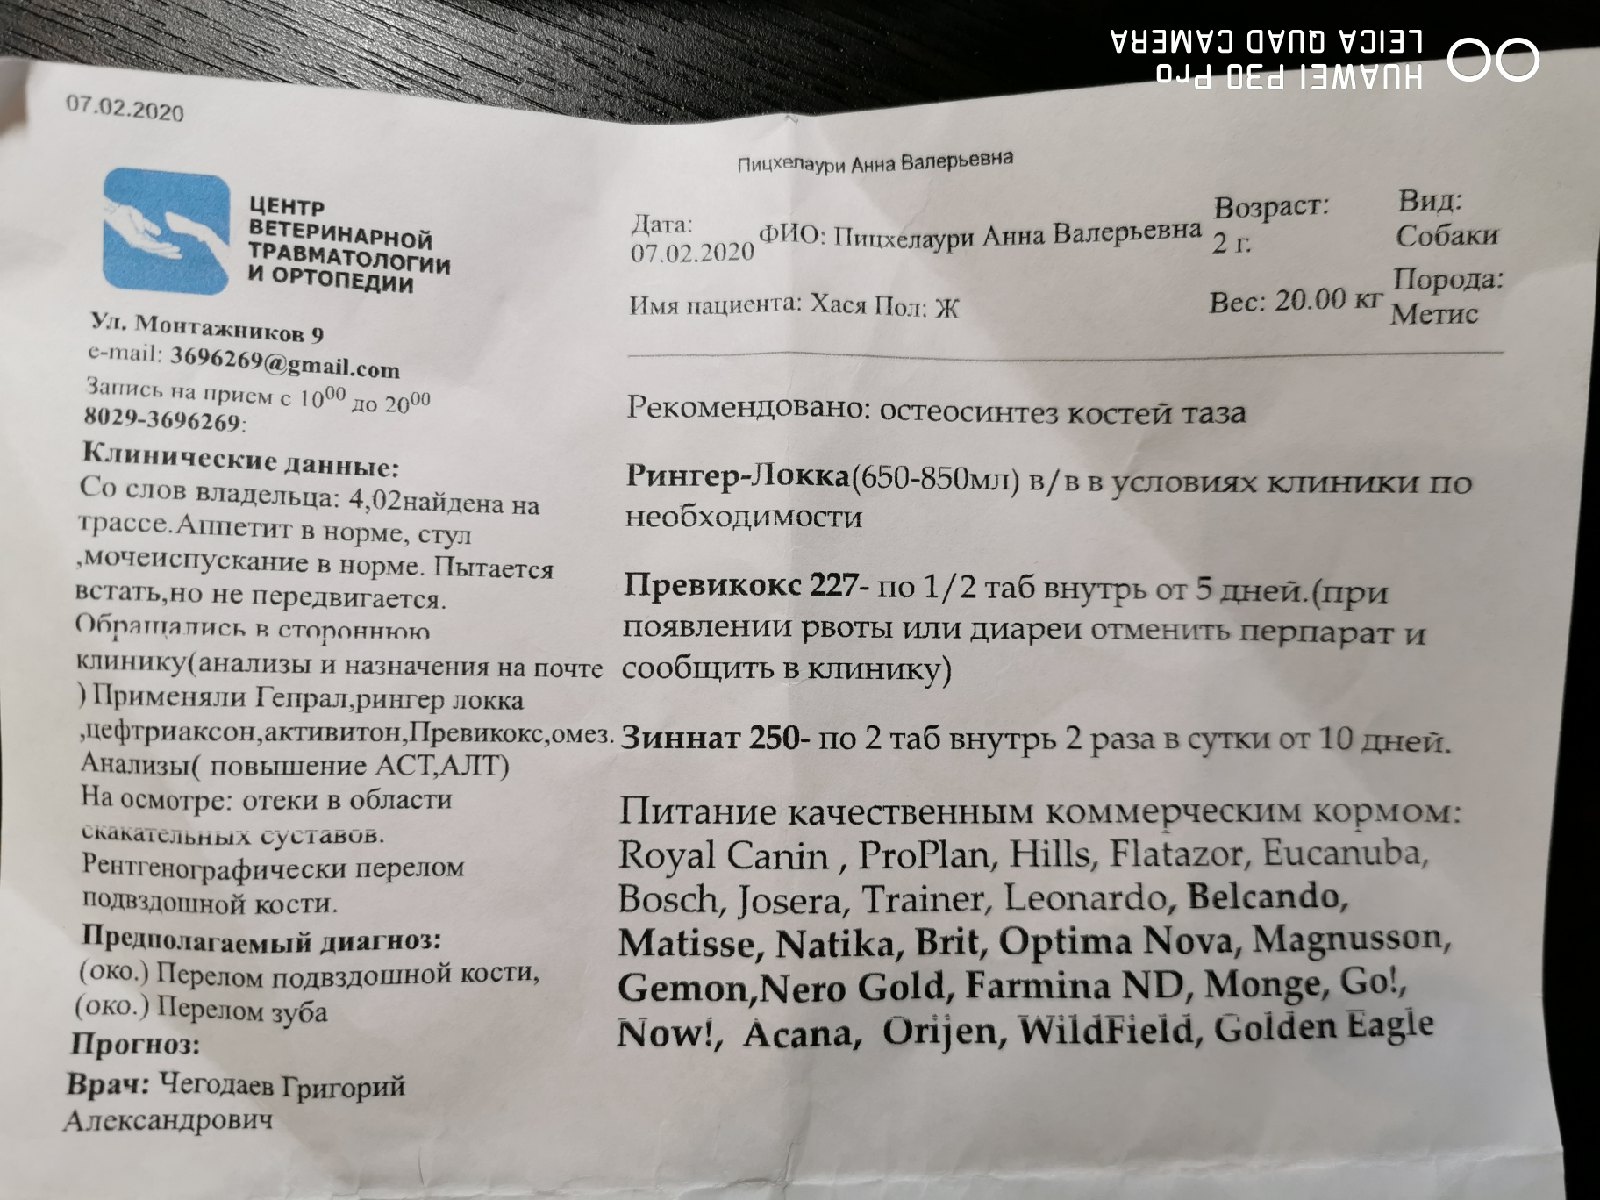 HUAWEI P30 Pro
LEICA QUAD CAMERA
07.02.2020
Пицхелаури Анна Валерьевна
ЦЕНТР
ВЕТЕРИНАРНОЙ
ТРАВМАТОЛОГИИ
И ОРТОПЕДИИ
Ул. Монтажников 9
e-mail: 3696269@gmail.com
Запись на прием с 10⁰⁰ до 20⁰⁰
8029-3696269:
Клинические данные:
Со слов владельца: 4,02найдена на
трассе.Аппетит в норме, стул
,мочеиспускание в норме. Пытается
встать,но не передвигается.
Обращались в стороннюю
клинику(анализы и назначения на почте
) Применяли Гепрал,рингер локка
,цефтриаксон,активитон,Превикокс,омез.
Анализы( повышение АСТ,АЛТ)
На осмотре: отеки в области
скакательных суставов.
Рентгенографически перелом
подвздошной кости.
Предполагаемый диагноз:
(око.) Перелом подвздошной кости,
(око.) Перелом зуба
Прогноз:
Врач: Чегодаев Григорий
Александрович
Дата:
07.02.2020
ФИО: Пицхелаури Анна Валерьевна
Возраст:
2 г.
Вид:
Собаки
Имя пациента: Хася Пол: Ж
Вес: 20.00 кг
Порода:
Метис
Рекомендовано: остеосинтез костей таза
Рингер-Локка(650-850мл) в/в в условиях клиники по
необходимости
Превикокс 227- по 1/2 таб внутрь от 5 дней.(при
появлении рвоты или диареи отменить перпарат и
сообщить в клинику)
Зиннат 250- по 2 таб внутрь 2 раза в сутки от 10 дней.
Питание качественным коммерческим кормом:
Royal Canin , ProPlan, Hills, Flatazor, Eucanuba,
Bosch, Josera, Trainer, Leonardo, Belcando,
Matisse, Natika, Brit, Optima Nova, Magnusson,
Gemon,Nero Gold, Farmina ND, Monge, Go!,
Now!, Acana, Orijen, WildField, Golden Eagle